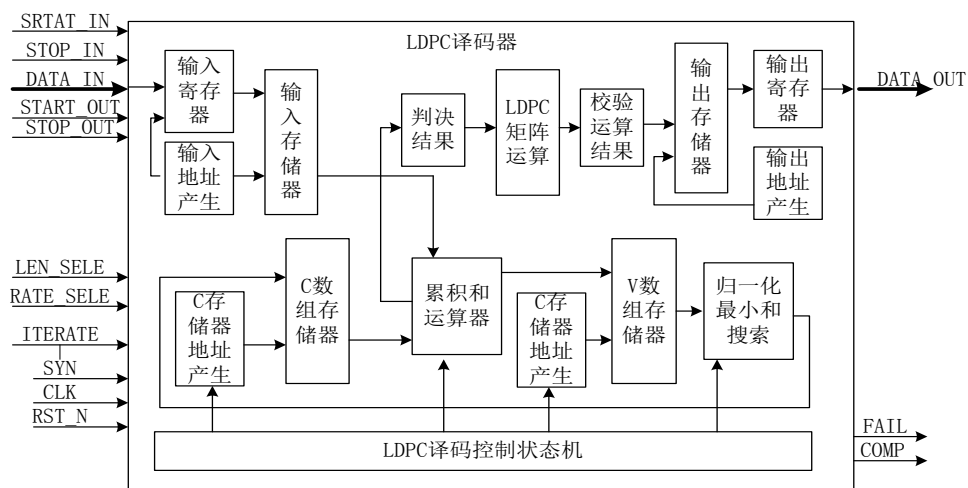 SRTAT_IN
STOP_IN
DATA_IN
START_OUT
STOP_OUT
LEN_SELE
RATE_SELE
ITERATE
SYN
CLK
RST_N
LDPC译码器
输入
寄存
器
输入
地址
产生
输
入
存
储
器
判决
结果
LDPC
矩阵
运算
校验
运算
结果
输
出
存
储
器
输出
寄存
器
输出
地址
产生
DATA_OUT
C存
储器
地址
产生
C数
组存
储器
累积和
运算器
C存
储器
地址
产生
V数
组存
储器
归一化
最小和
搜索
LDPC译码控制状态机
FAIL
COMP